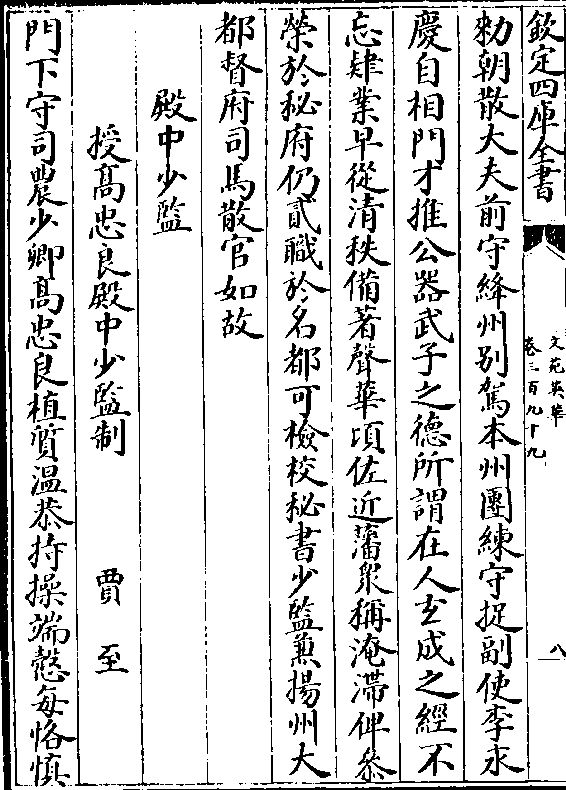 欽定四庫全書
文苑英華
卷三百九十九
八
勅朝散大夫前守絳州别駕本州團練守捉副使李永
慶自相門才推公器武子之德所謂在人玄成之經不
忘肄業早從清秩備著聲華頃佐近藩衆稱淹滯俾叅
榮於秘府仍貳職於名都可檢校秘書少監兼揚州大
都督府司馬散官如故
殿中少監
授髙忠良殿中少監制 賈至
門下守司農少卿髙忠良植質温恭持操端慤每恪慎